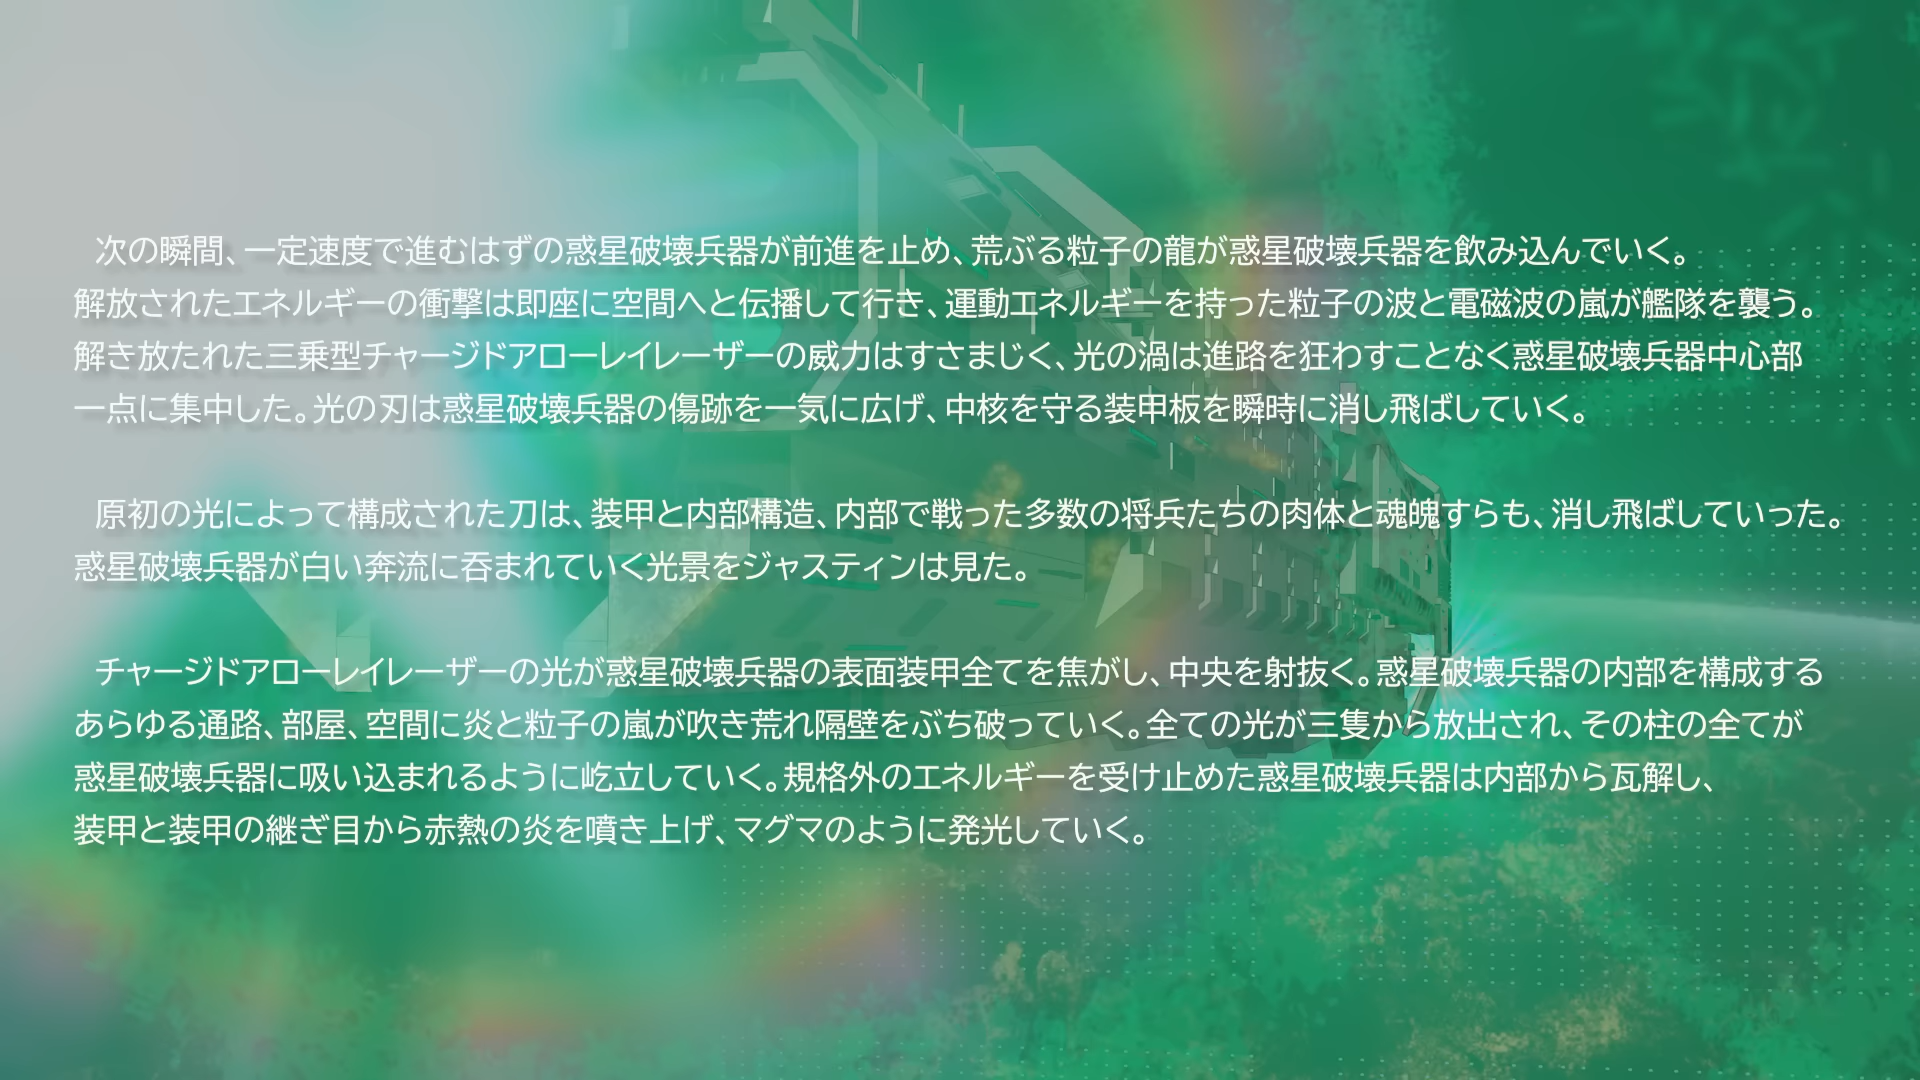 次の瞬間、一定速度で進むはずの惑星破壊兵器が前進を止め、荒ぶる粒子の龍が惑星破壊兵器を飲み込んでいく。
解放されたエネルギーの衝撃は即座に空間へと伝播して行き、運動エネルギーを持った粒子の波と電磁波の嵐が艦隊を襲う。
解き放たれた三乗型チャージドアローレイレーザーの威力はすさまじく、光の渦は進路を狂わすことなく惑星破壊兵器中心部
一点に集中した。光の刃は惑星破壊兵器の傷跡を一気に広げ、中核を守る装甲板を瞬時に消し飛ばしていく。
原初の光によって構成された刀は、装甲と内部構造、内部で戦った多数の将兵たちの肉体と魂魄すらも、消し飛ばしていった。
惑星破壊兵器が白い奔流に呑まれていく光景をジャスティンは見た。
チャージドアローレイレーザーの光が惑星破壊兵器の表面装甲全てを焦がし、中央を射抜く。惑星破壊兵器の内部を構成する
あらゆる通路、部屋、空間に炎と粒子の嵐が吹き荒れ隔壁をぶち破っていく。全ての光が三隻から放出され、その柱の全てが
惑星破壊兵器に吸い込まれるように屹立していく。規格外のエネルギーを受け止めた惑星破壊兵器は内部から瓦解し、
装甲と装甲の継ぎ目から赤熱の炎を噴き上げ、マグマのように発光していく。